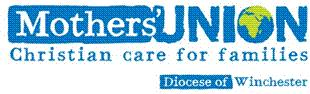 Mothers' UNION
Christian care for families
Diocese of Winchester